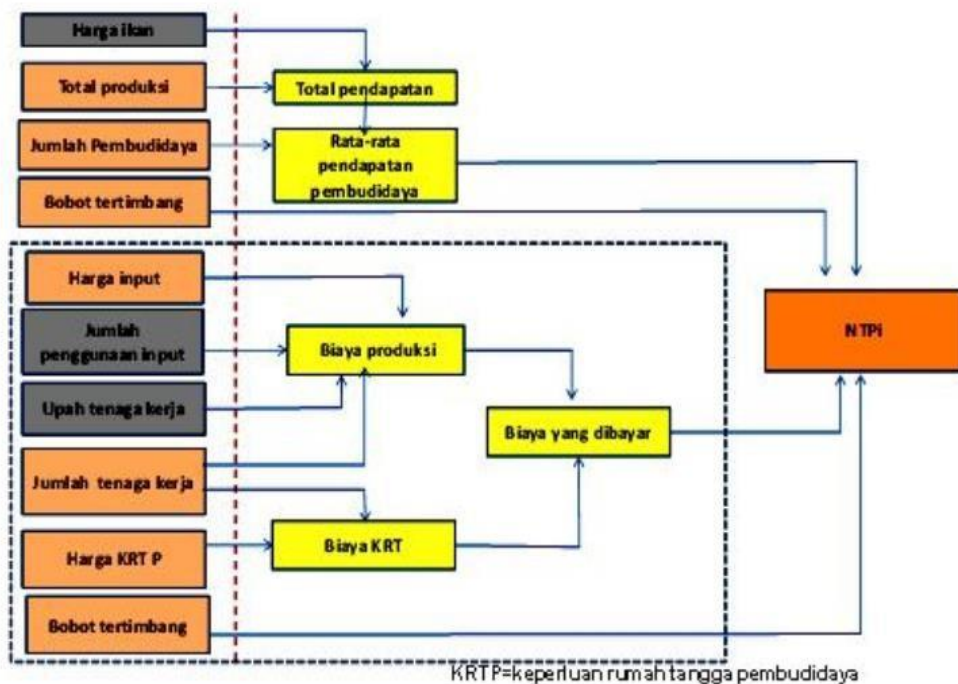 Harga ikan
Total produksi
Total pendapatan
Jumlah Pembudidaya
Rata-rata
pendapatan
pembudidaya
Bobot tertimbang
Harga input
Jumlah
penggunaan input
Biaya produksi
NTPi
Upah tenaga kerja
Biaya yang dibayar
Jumlah tenaga kerja
Harga KRT P
Biaya KRT
Bobot tertimbang
KRTP=keperluan rumah tangga pembudidaya